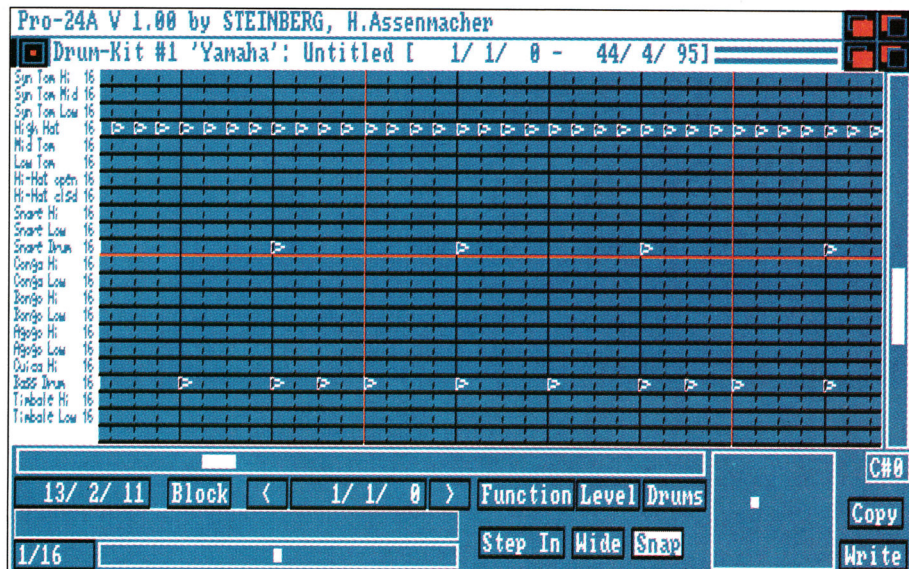 Pro-24A V 1.00 by STEINBERG, H.Assenmacher
Drum-Kit #1 'Yamaha': Untitled [ 1/ 1/ 0 - 44/ 4/ 95]
Syn Tom Hi 16
Syn Tom Mid 16
Syn Tom Low 16
High Hat 16
Mid Tom 16
Low Tom 16
Hi-Hat optn 16
Hi-Hat clsd 16
Snare Hi 16
Snare Low 16
Snare Drum 16
Conga Hi 16
Conga Low 16
Bongo Hi 16
Bongo Low 16
Agogo Hi 16
Agogo Low 16
Cuica Hi 16
Bass Drum 16
Timbale Hi 16
Timbale Low 16
C#0
13/ 2/ 11 Block < 1/ 1/ 0 > Function Level Drums
Copy
Step In Wide Snap
1/16
Write